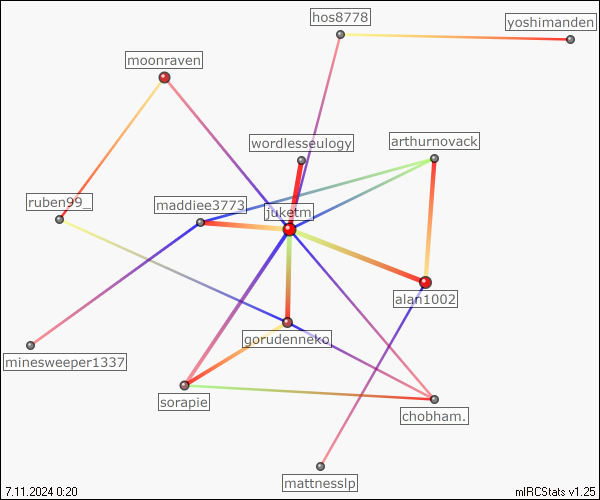 hos8778
yoshimanden
moonraven
wordlesseulogy
arthurnovack
ruben99_
maddiee3773
juketm
alan1002
gorudenneko
minesweeper1337
sorapie
chobham.
mattnesslp
7.11.2024 0:20
mIRCStats v1.25